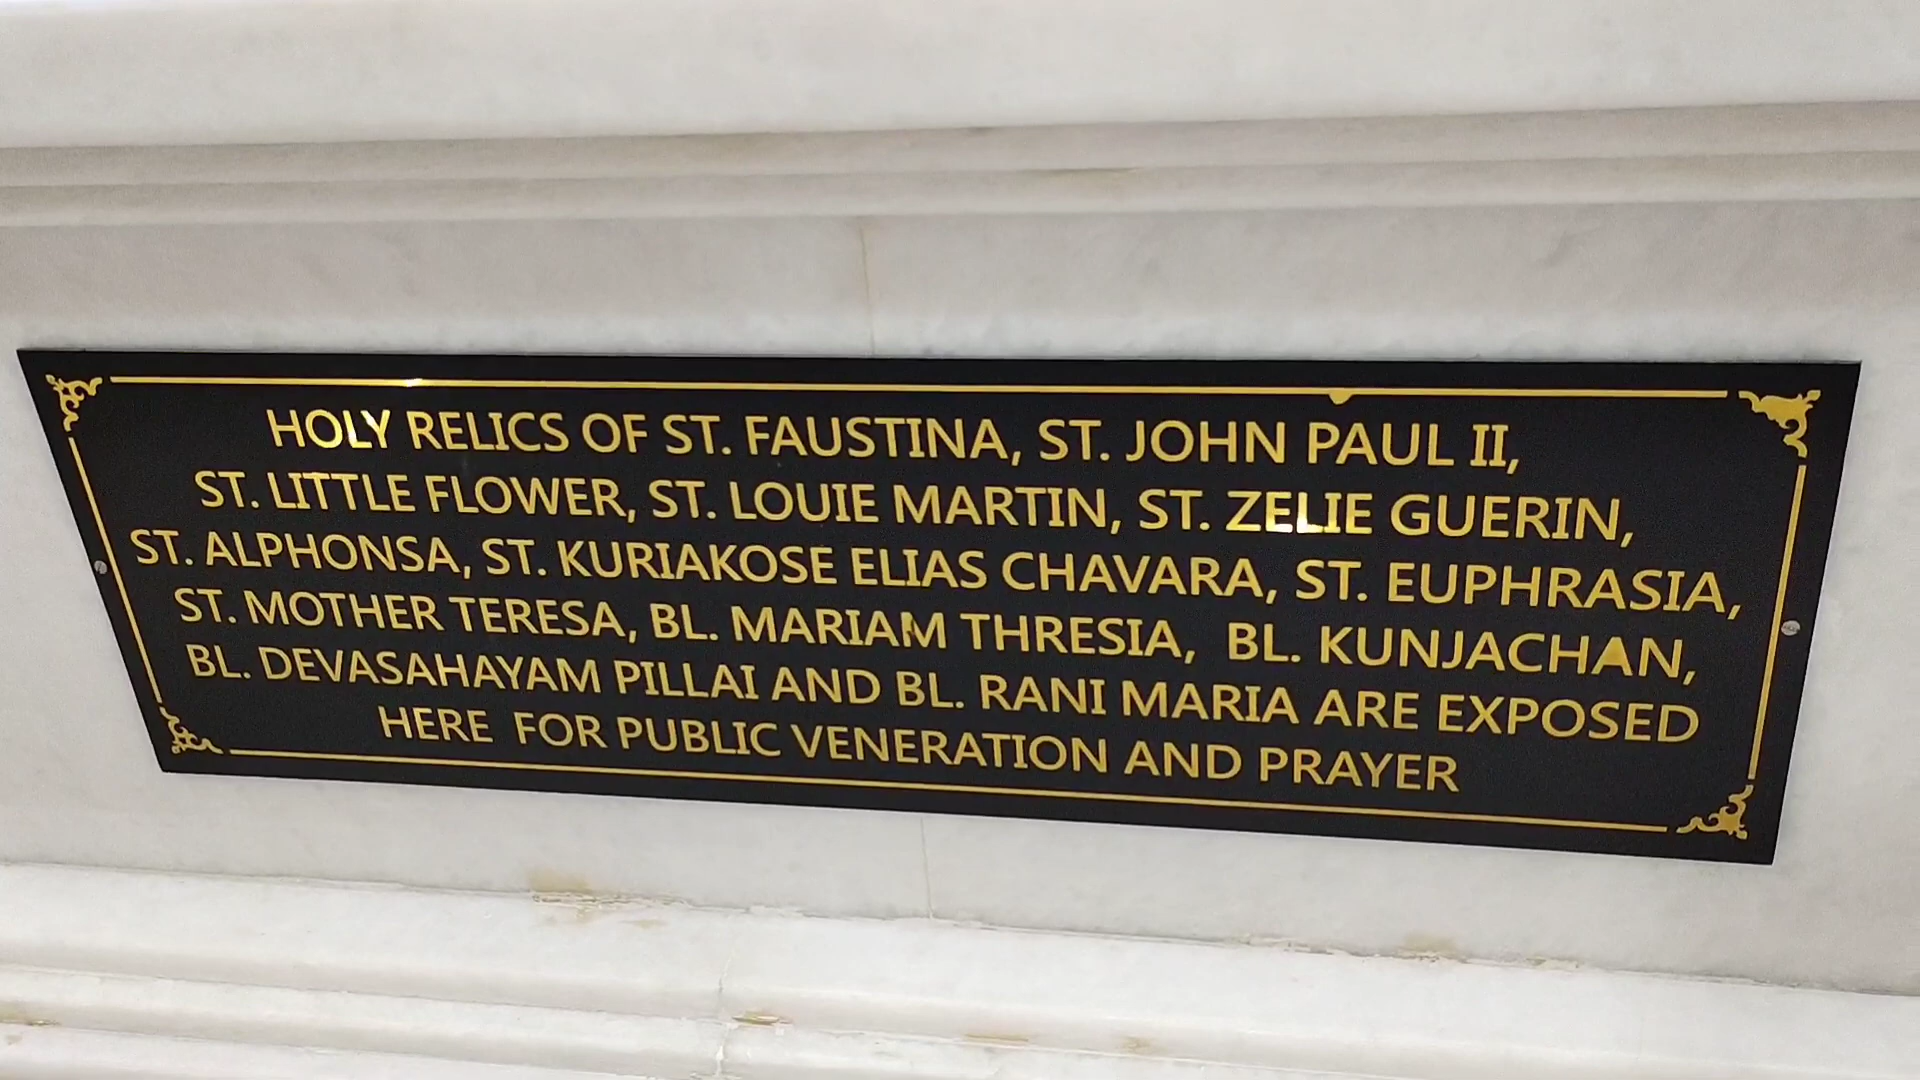 HOLY RELICS OF ST. FAUSTINA, ST. JOHN PAUL II,
ST. LITTLE FLOWER, ST. LOUIE MARTIN, ST. ZELIE GUERIN,
ST. ALPHONSA, ST. KURIAKOSE ELIAS CHAVARA, ST. EUPHRASIA,
ST. MOTHER TERESA, BL. MARIAM THRESIA, BL. KUNJACHAN,
BL. DEVASAHAYAM PILLAI AND BL. RANI MARIA ARE EXPOSED
HERE FOR PUBLIC VENERATION AND PRAYER